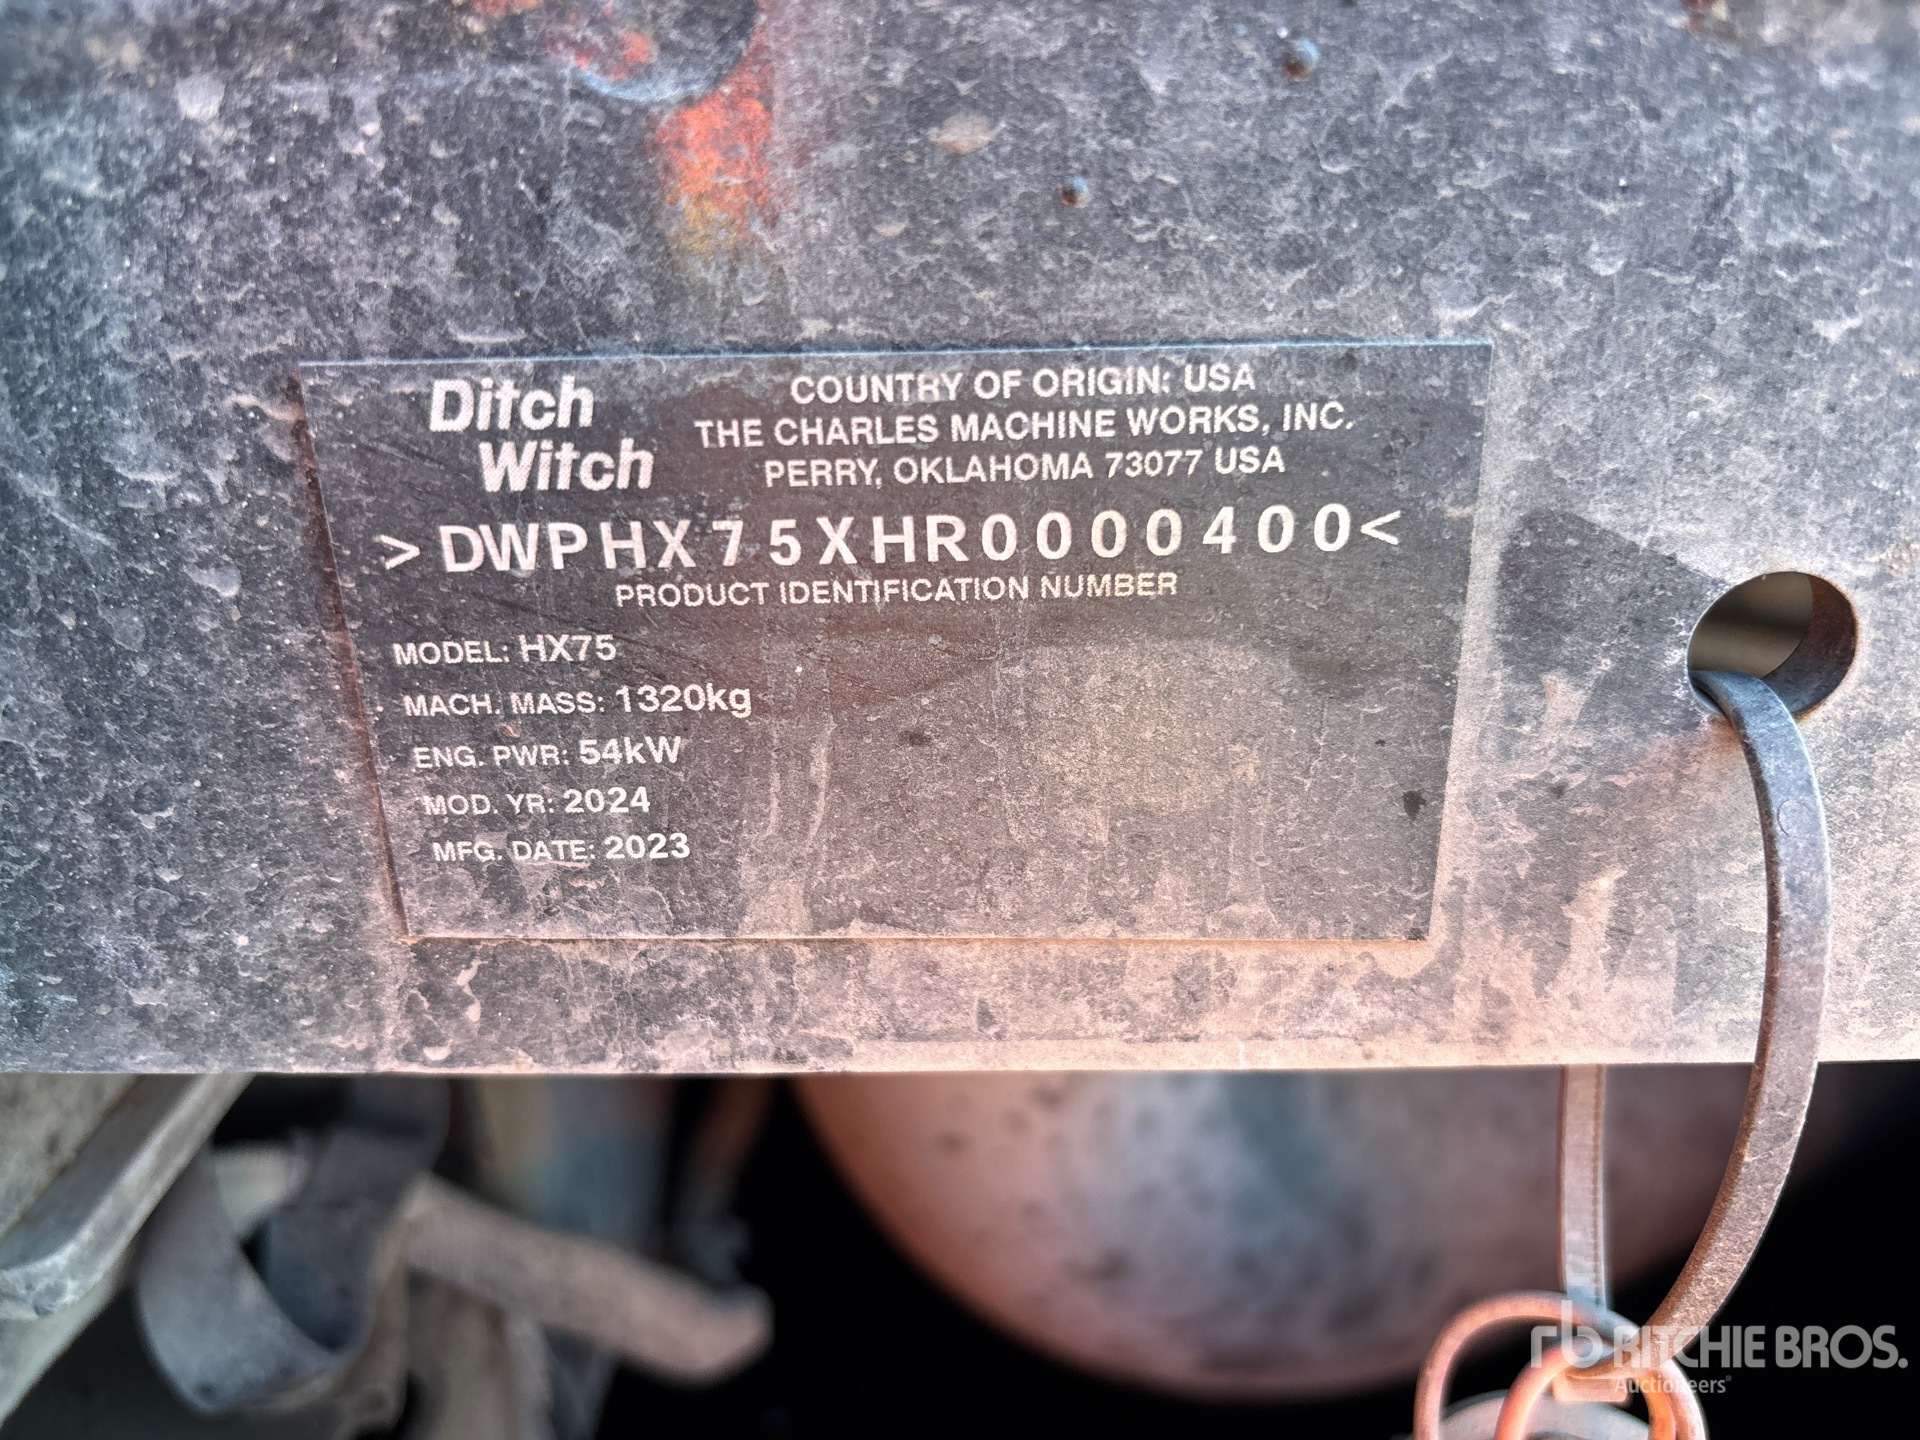 Ditch
Witch
COUNTRY OF ORIGIN: USA
THE CHARLES MACHINE WORKS, INC.
PERRY, OKLAHOMA 73077 USA
>DWPHX75XHR0000400<
PRODUCT IDENTIFICATION NUMBER
MODEL: HX75
MACH. MASS: 1320kg
ENG. PWR: 54kW
MOD. YR: 2024
MFG. DATE: 2023
rb RITCHIE BROS.
Auctioneers®